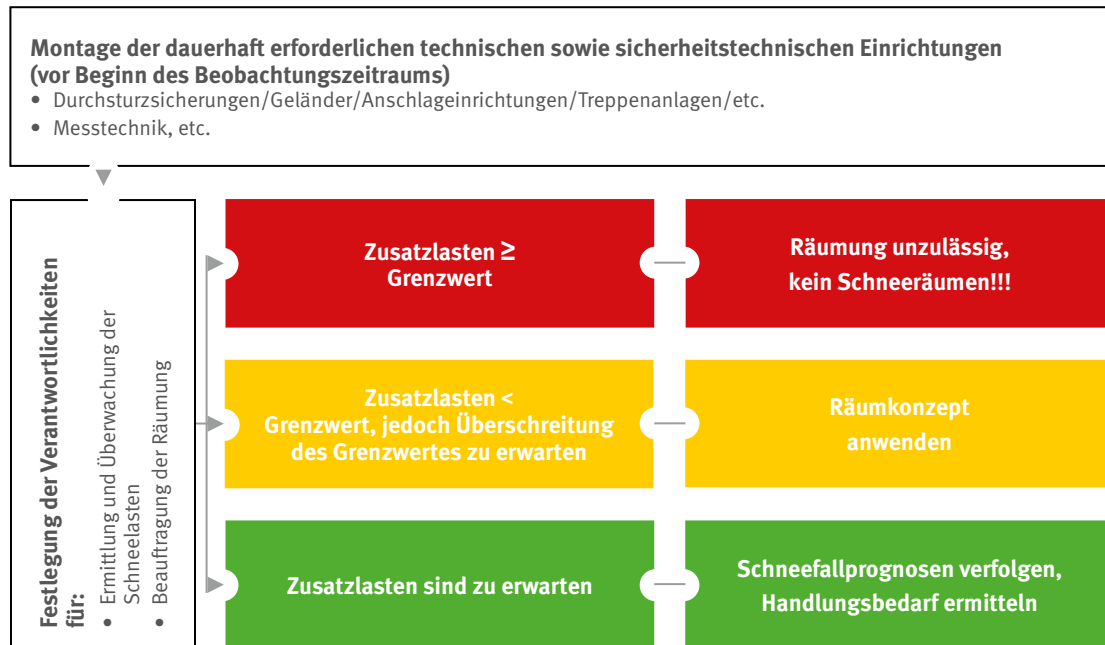 Montage der dauerhaft erforderlichen technischen sowie sicherheitstechnischen Einrichtungen
(vor Beginn des Beobachtungszeitraums)
• Durchsturzsicherungen/Geländer/Anschlageinrichtungen/Treppenanlagen/etc.
• Messtechnik, etc.
Festlegung der Verantwortlichkeiten
für:
• Ermittlung und Überwachung der
Schneelasten
• Beauftragung der Räumung
Zusatzlasten ≥
Grenzwert
Räumung unzulässig,
kein Schneeräumen!!!
Zusatzlasten <
Grenzwert, jedoch Überschreitung
des Grenzwertes zu erwarten
Räumkonzept
anwenden
Zusatzlasten sind zu erwarten
Schneefallprognosen verfolgen,
Handlungsbedarf ermitteln